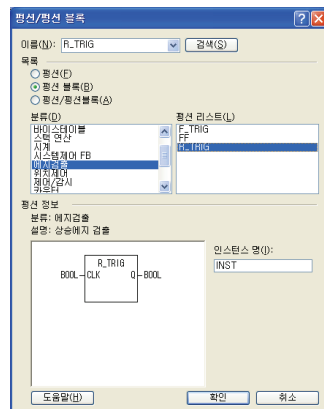 펑션/펑션 블록
이름(N): R_TRIG 검색(S)
목록
펑션(F)
펑션 블록(B)
펑션/펑션블록(A)
분류(D) 펑션 리스트(L)
바이스테이블
스택 연산
시계
시스템제어 FB
에지검출
위치제어
제어/감시
카운터
F_TRIG
FF
R_TRIG
펑션 정보
분류: 에지검출
설명: 상승에지 검출
인스턴스 명(I):
INST
R_TRIG
BOOL CLK Q BOOL
도움말(H) 확인 취소